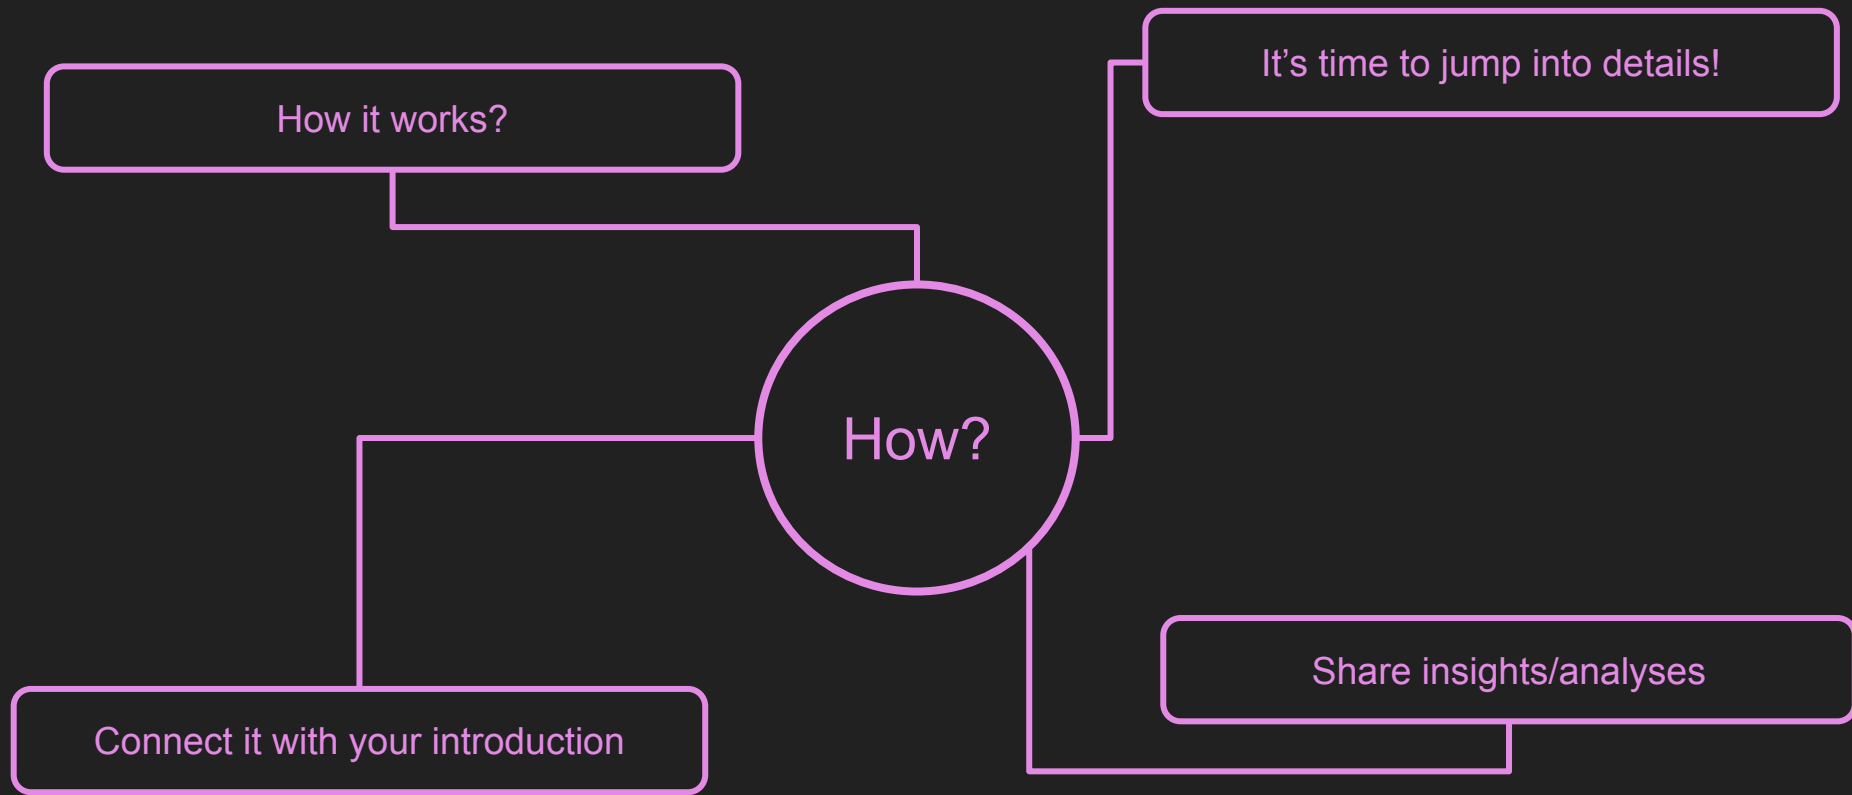 It’s time to jump into details!
How it works?
How?
Share insights/analyses
Connect it with your introduction